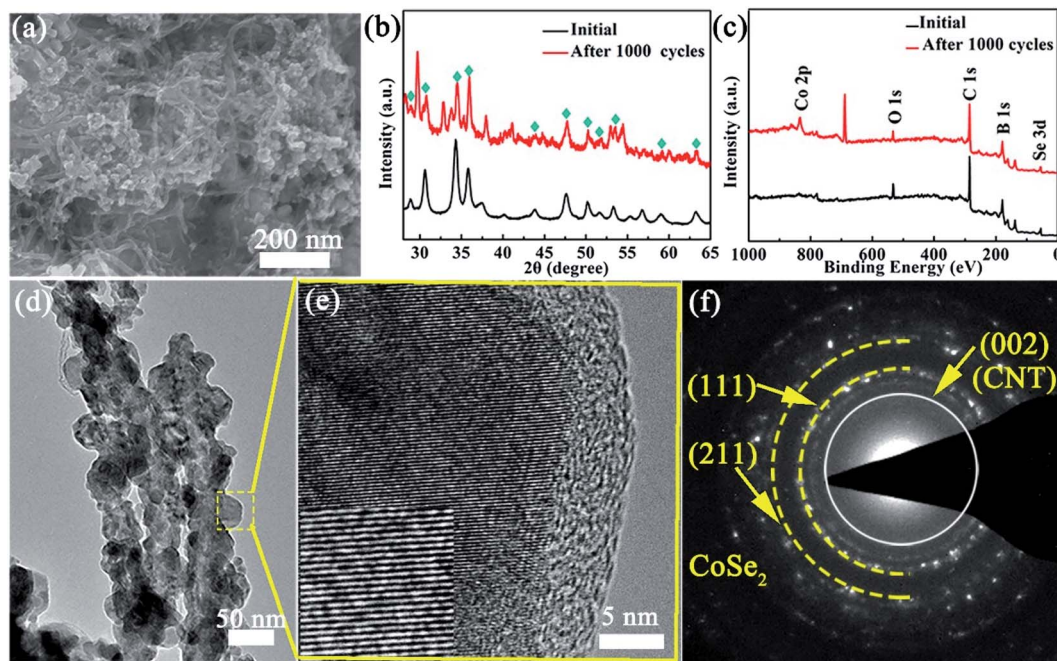 (a)
200 nm
(b)
Initial
After 1000 cycles
Intensity (a.u.)
30 35 40 45 50 55 60 65
2θ (degree)
(c)
Initial
After 1000 cycles
Co 2p
O 1s
C 1s
B 1s
Se 3d
Intensity (a.u.)
1000 800 600 400 200 0
Binding Energy (eV)
(d)
50 nm
(e)
5 nm
(f)
(002)
(CNT)
(111)
(211)
CoSe₂